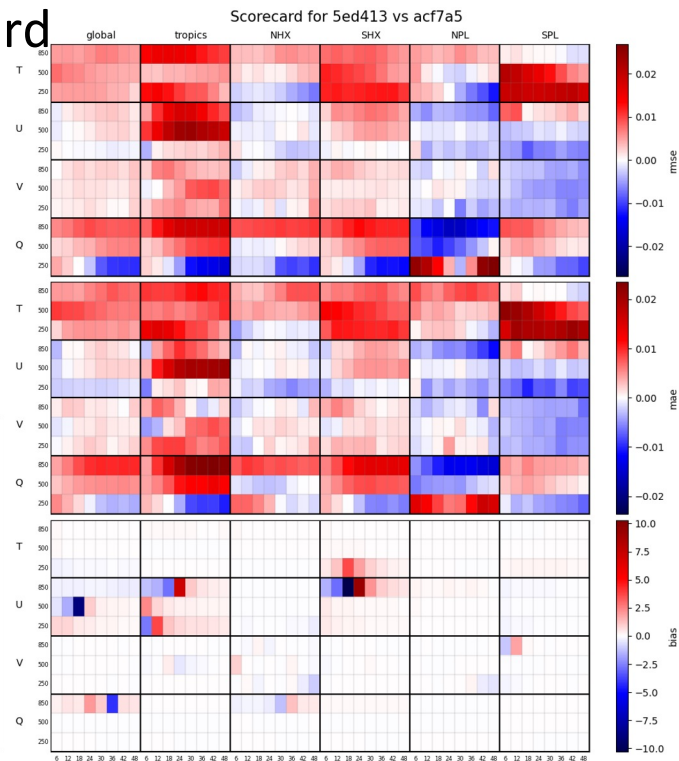 rd
Scorecard for 5ed413 vs acf7a5
global tropics NHX SHX NPL SPL
T 850 500 250
U 850 500 250
V 850 500 250
Q 850 500 250
0.02 0.01 0.00 −0.01 −0.02
rmse
T 850 500 250
U 850 500 250
V 850 500 250
Q 850 500 250
0.02 0.01 0.00 −0.01 −0.02
mae
T 850 500 250
U 850 500 250
V 850 500 250
Q 850 500 250
10.0 7.5 5.0 2.5 0.0 −2.5 −5.0 −7.5 −10.0
bias
6 12 18 24 30 36 42 48 6 12 18 24 30 36 42 48 6 12 18 24 30 36 42 48 6 12 18 24 30 36 42 48 6 12 18 24 30 36 42 48 6 12 18 24 30 36 42 48